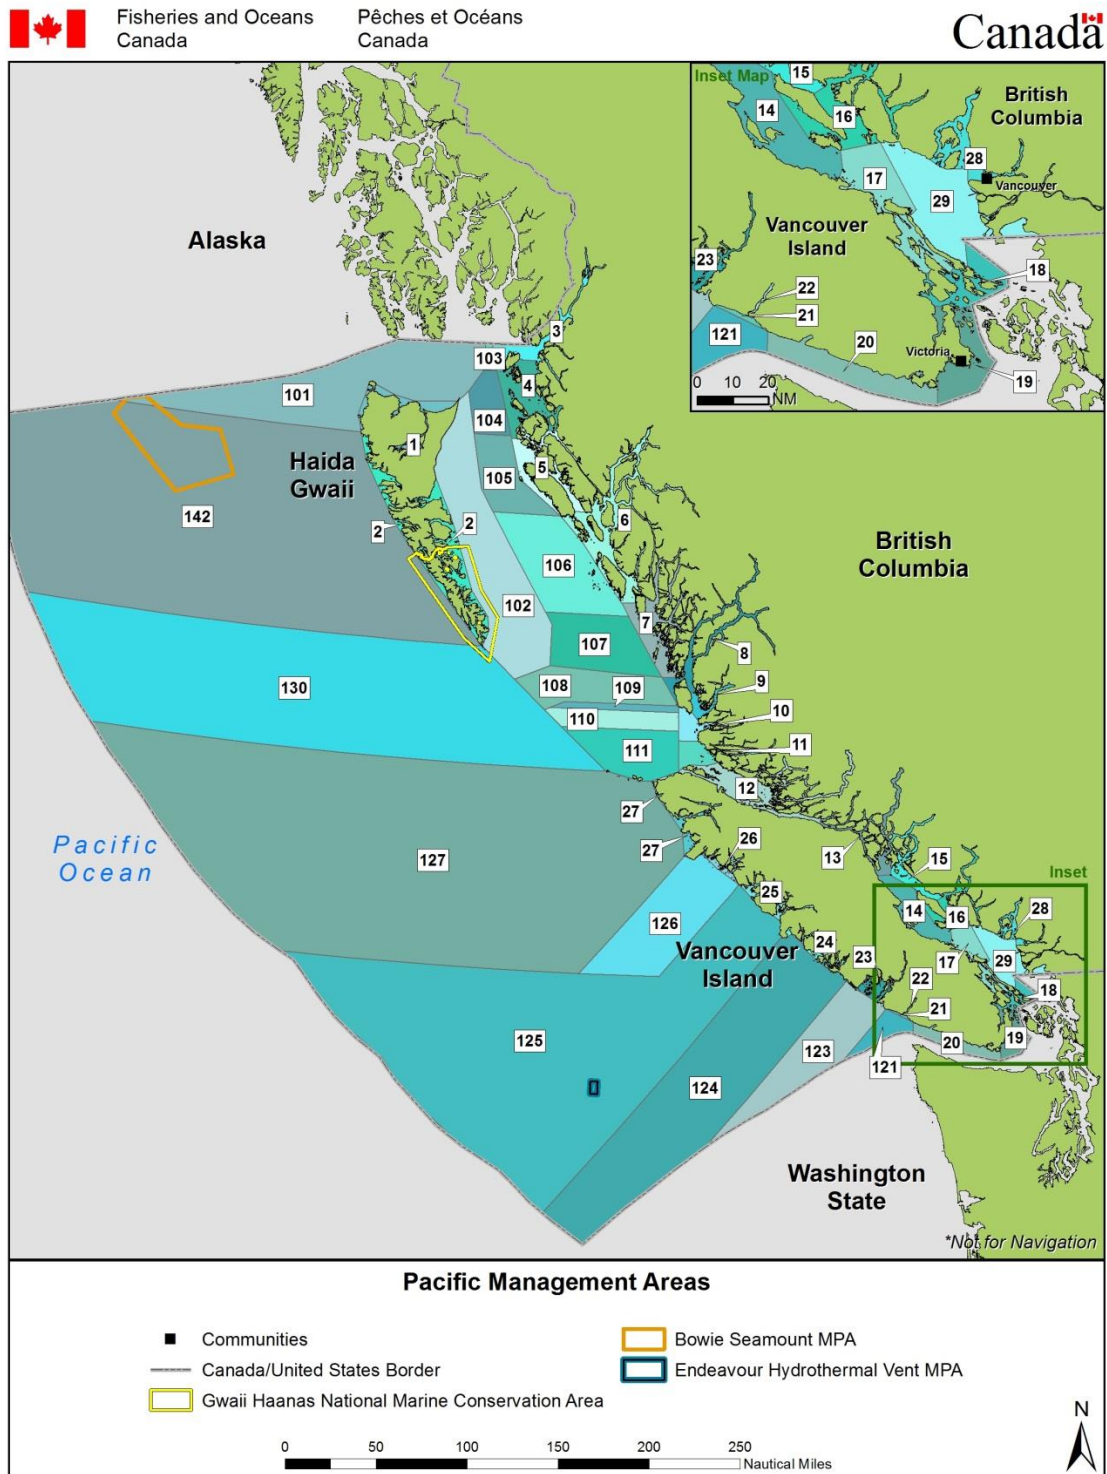 Fisheries and Oceans
Canada
Pêches et Océans
Canada
Canada
Inset Map
15
14
16
British
Columbia
28
Vancouver
17
29
Vancouver
Island
23
22
21
18
121
20
Victoria
19
0 10 20
NM
Alaska
3
103
4
101
104
1
Haida
Gwaii
5
105
142
2
2
6
106
British
Columbia
102
7
107
8
108
109
9
130
110
10
111
11
12
27
Pacific
Ocean
127
27
26
13
15
Inset
25
14
16
28
126
Vancouver
Island
24
23
17
29
22
18
21
125
123
121
20
19
124
Washington
State
*Not for Navigation
Pacific Management Areas
Communities
Canada/United States Border
Gwaii Haanas National Marine Conservation Area
Bowie Seamount MPA
Endeavour Hydrothermal Vent MPA
N
0 50 100 150 200 250
Nautical Miles